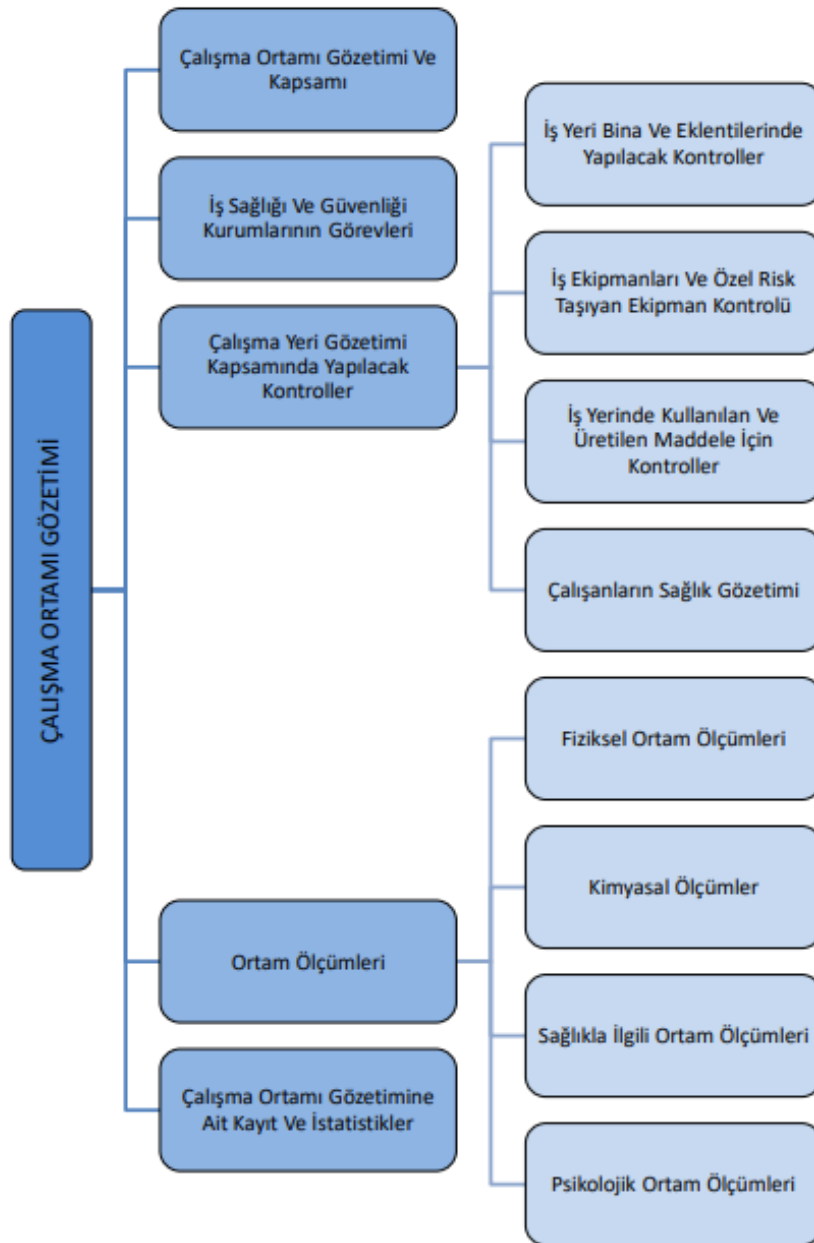 ÇALIŞMA ORTAMI GÖZETİMİ
Çalışma Ortamı Gözetimi Ve
Kapsamı
İş Sağlığı Ve Güvenliği
Kurumlarının Görevleri
Çalışma Yeri Gözetimi
Kapsamında Yapılacak
Kontroller
İş Yeri Bina Ve Eklentilerinde
Yapılacak Kontroller
İş Ekipmanları Ve Özel Risk
Taşıyan Ekipman Kontrolü
İş Yerinde Kullanılan Ve
Üretilen Maddele İçin
Kontroller
Çalışanların Sağlık Gözetimi
Ortam Ölçümleri
Fiziksel Ortam Ölçümleri
Kimyasal Ölçümler
Sağlıkla İlgili Ortam Ölçümleri
Psikolojik Ortam Ölçümleri
Çalışma Ortamı Gözetimine
Ait Kayıt Ve İstatistikler